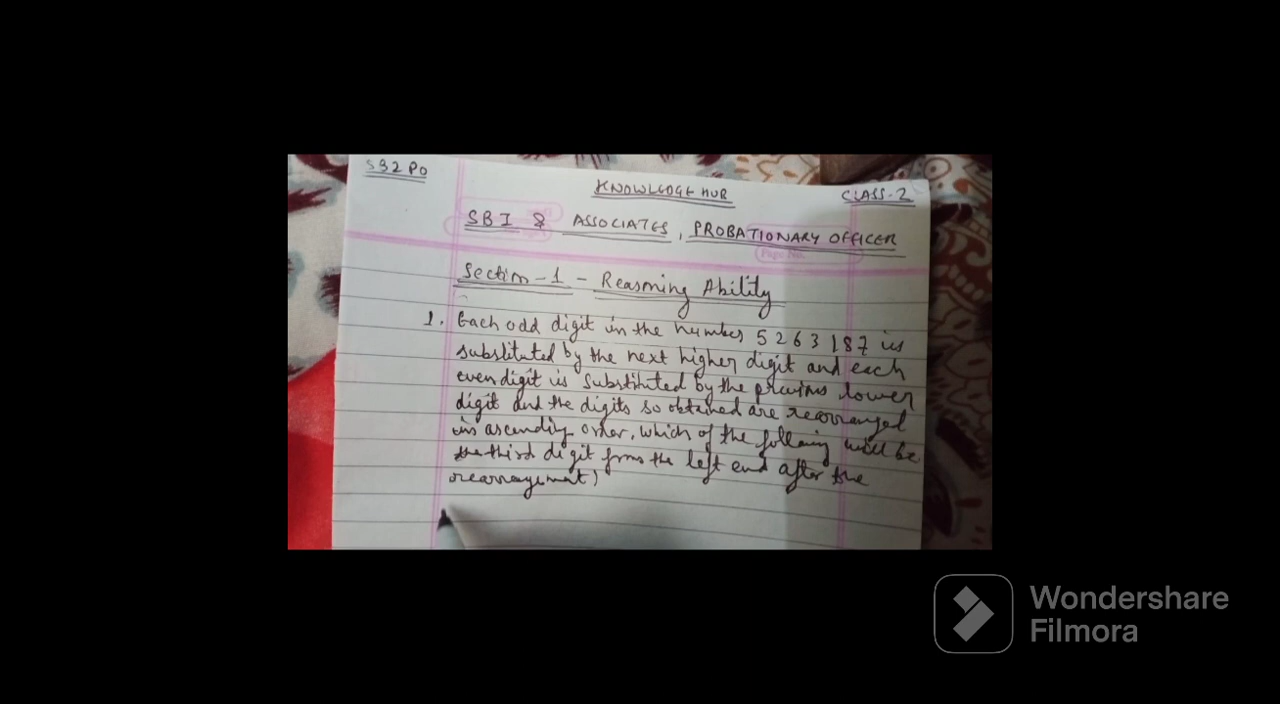 SB2 PO
KNOWLEDGE HUB
CLASS-2
SBI & ASSOCIATES, PROBATIONARY OFFICER
Page No.
Section-1 - Reasoning Ability
1. Each odd digit in the number 5263187 is
substituted by the next higher digit and each
even digit is substituted by the previous lower
digit and the digits so obtained are rearranged
in ascending order, which of the following will be
the third digit from the left end after the
rearrangement)
Wondershare
Filmora